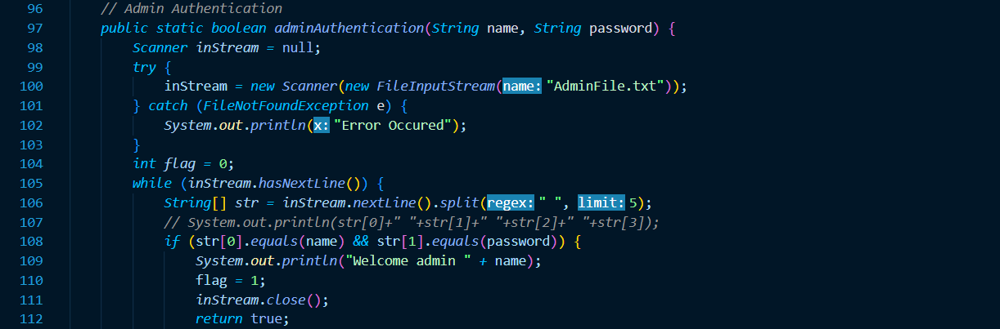 96 // Admin Authentication
97 public static boolean adminAuthentication(String name, String password) {
98 Scanner inStream = null;
99 try {
100 inStream = new Scanner(new FileInputStream(name: "AdminFile.txt"));
101 } catch (FileNotFoundException e) {
102 System.out.println(x: "Error Occured");
103 }
104 int flag = 0;
105 while (inStream.hasNextLine()) {
106 String[] str = inStream.nextLine().split(regex: " ", limit: 5);
107 // System.out.println(str[0]+" "+str[1]+" "+str[2]+" "+str[3]);
108 if (str[0].equals(name) && str[1].equals(password)) {
109 System.out.println("Welcome admin " + name);
110 flag = 1;
111 inStream.close();
112 return true;